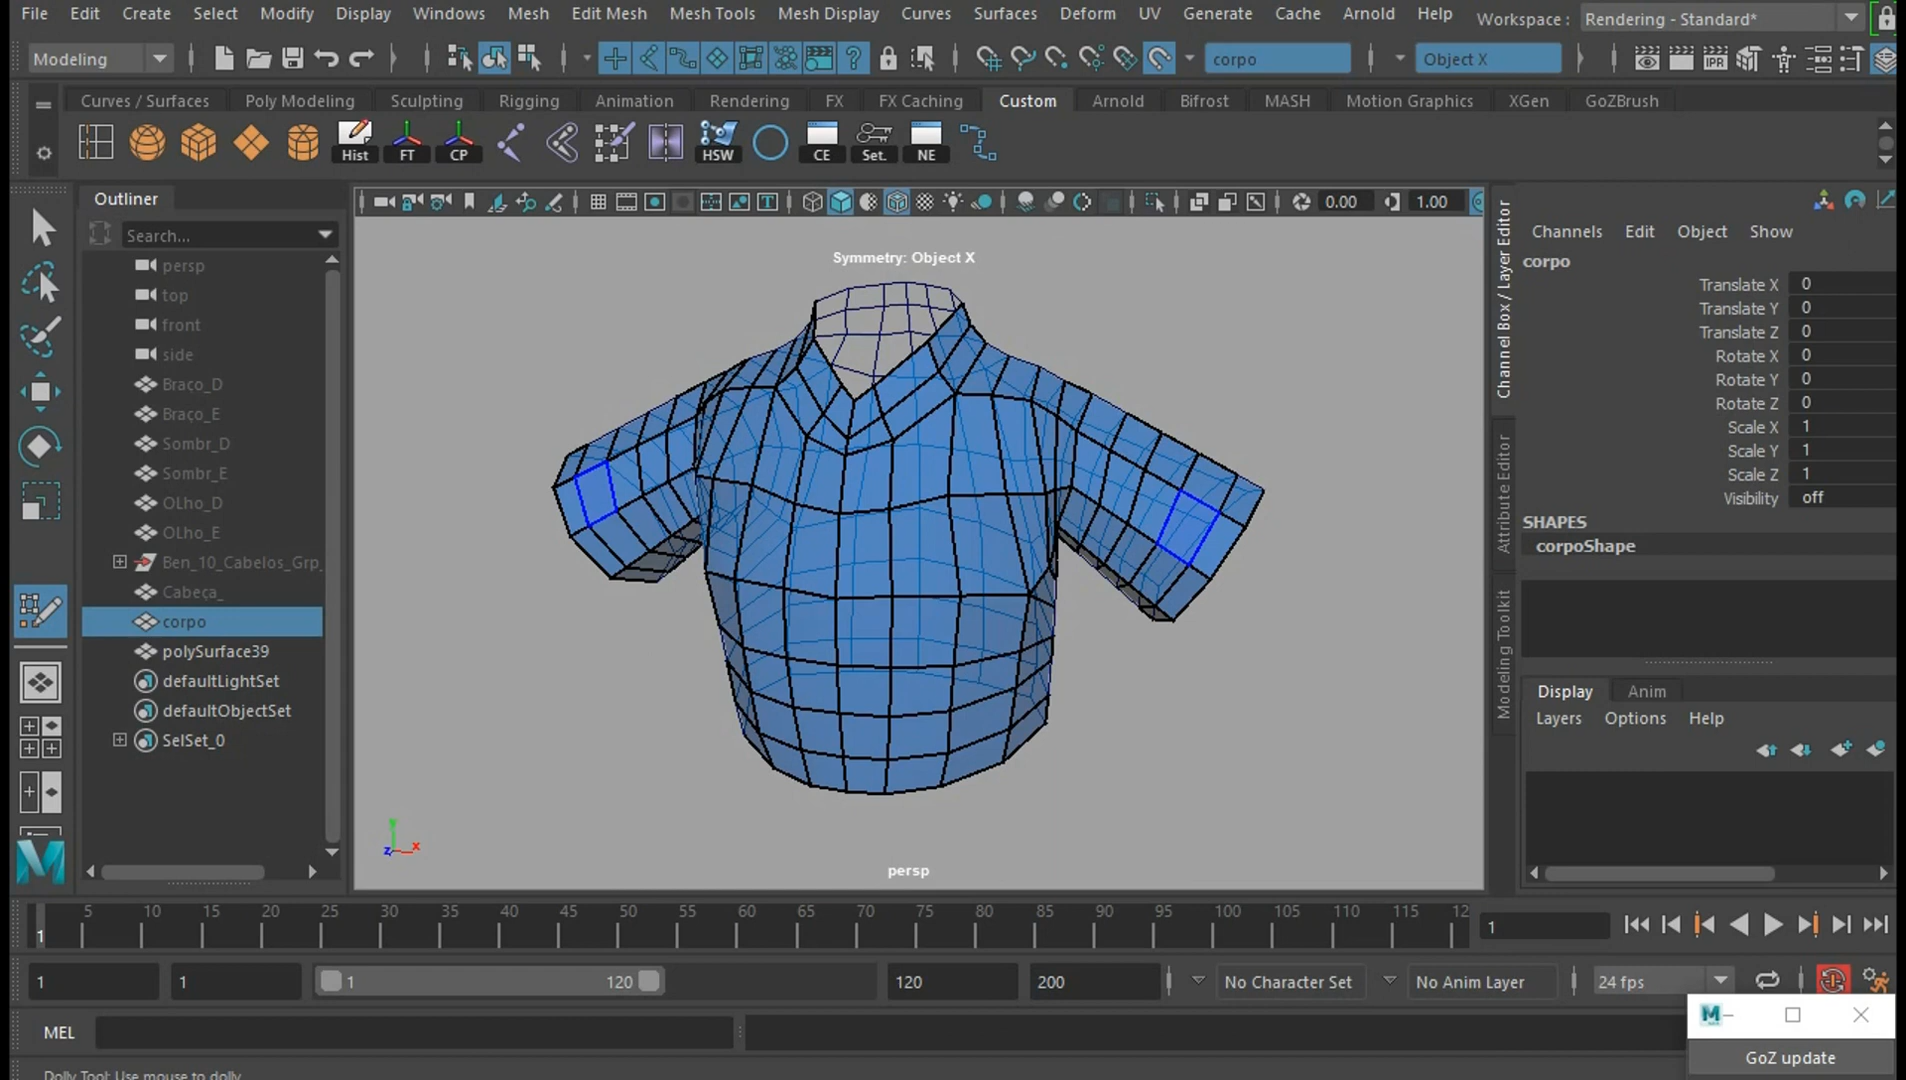 File Edit Create Select Modify Display Windows Mesh Edit Mesh Mesh Tools Mesh Display Curves Surfaces Deform UV Generate Cache Arnold Help Workspace : Rendering - Standard*
Modeling corpo Object X IPR
Curves / Surfaces Poly Modeling Sculpting Rigging Animation Rendering FX FX Caching Custom Arnold Bifrost MASH Motion Graphics XGen GoZBrush
Hist FT CP HSW CE Set. NE
Outliner
0.00 1.00
Search...
persp
top
front
side
Braço_D
Braço_E
Sombr_D
Sombr_E
OLho_D
OLho_E
Ben_10_Cabelos_Grp_
Cabeça_
corpo
polySurface39
defaultLightSet
defaultObjectSet
SelSet_0
Symmetry: Object X
y
z x
persp
Channel Box / Layer Editor
Attribute Editor
Modeling Toolkit
Channels Edit Object Show
corpo
Translate X 0
Translate Y 0
Translate Z 0
Rotate X 0
Rotate Y 0
Rotate Z 0
Scale X 1
Scale Y 1
Scale Z 1
Visibility off
SHAPES
corpoShape
Display Anim
Layers Options Help
5 10 15 20 25 30 35 40 45 50 55 60 65 70 75 80 85 90 95 100 105 110 115 12
1 1
1 1 1 120 120 200 No Character Set No Anim Layer 24 fps
MEL
GoZ update
Dolly Tool: Use mouse to dolly